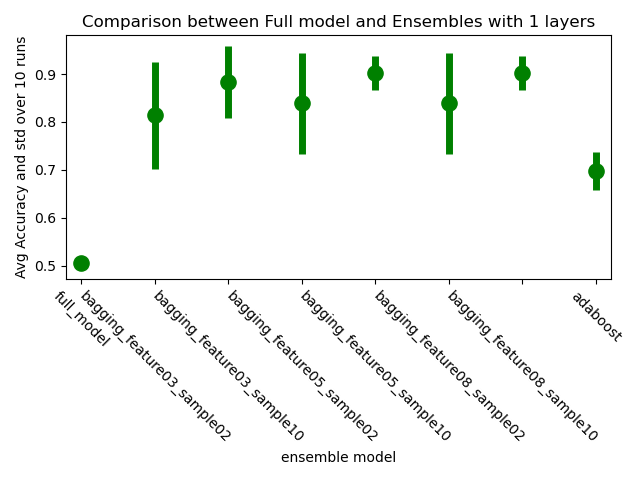 Comparison between Full model and Ensembles with 1 layers
Avg Accuracy and std over 10 runs
0.9
0.8
0.7
0.6
0.5
full_model
bagging_feature03_sample02
bagging_feature03_sample10
bagging_feature05_sample02
bagging_feature05_sample10
bagging_feature08_sample02
bagging_feature08_sample10
adaboost
ensemble model